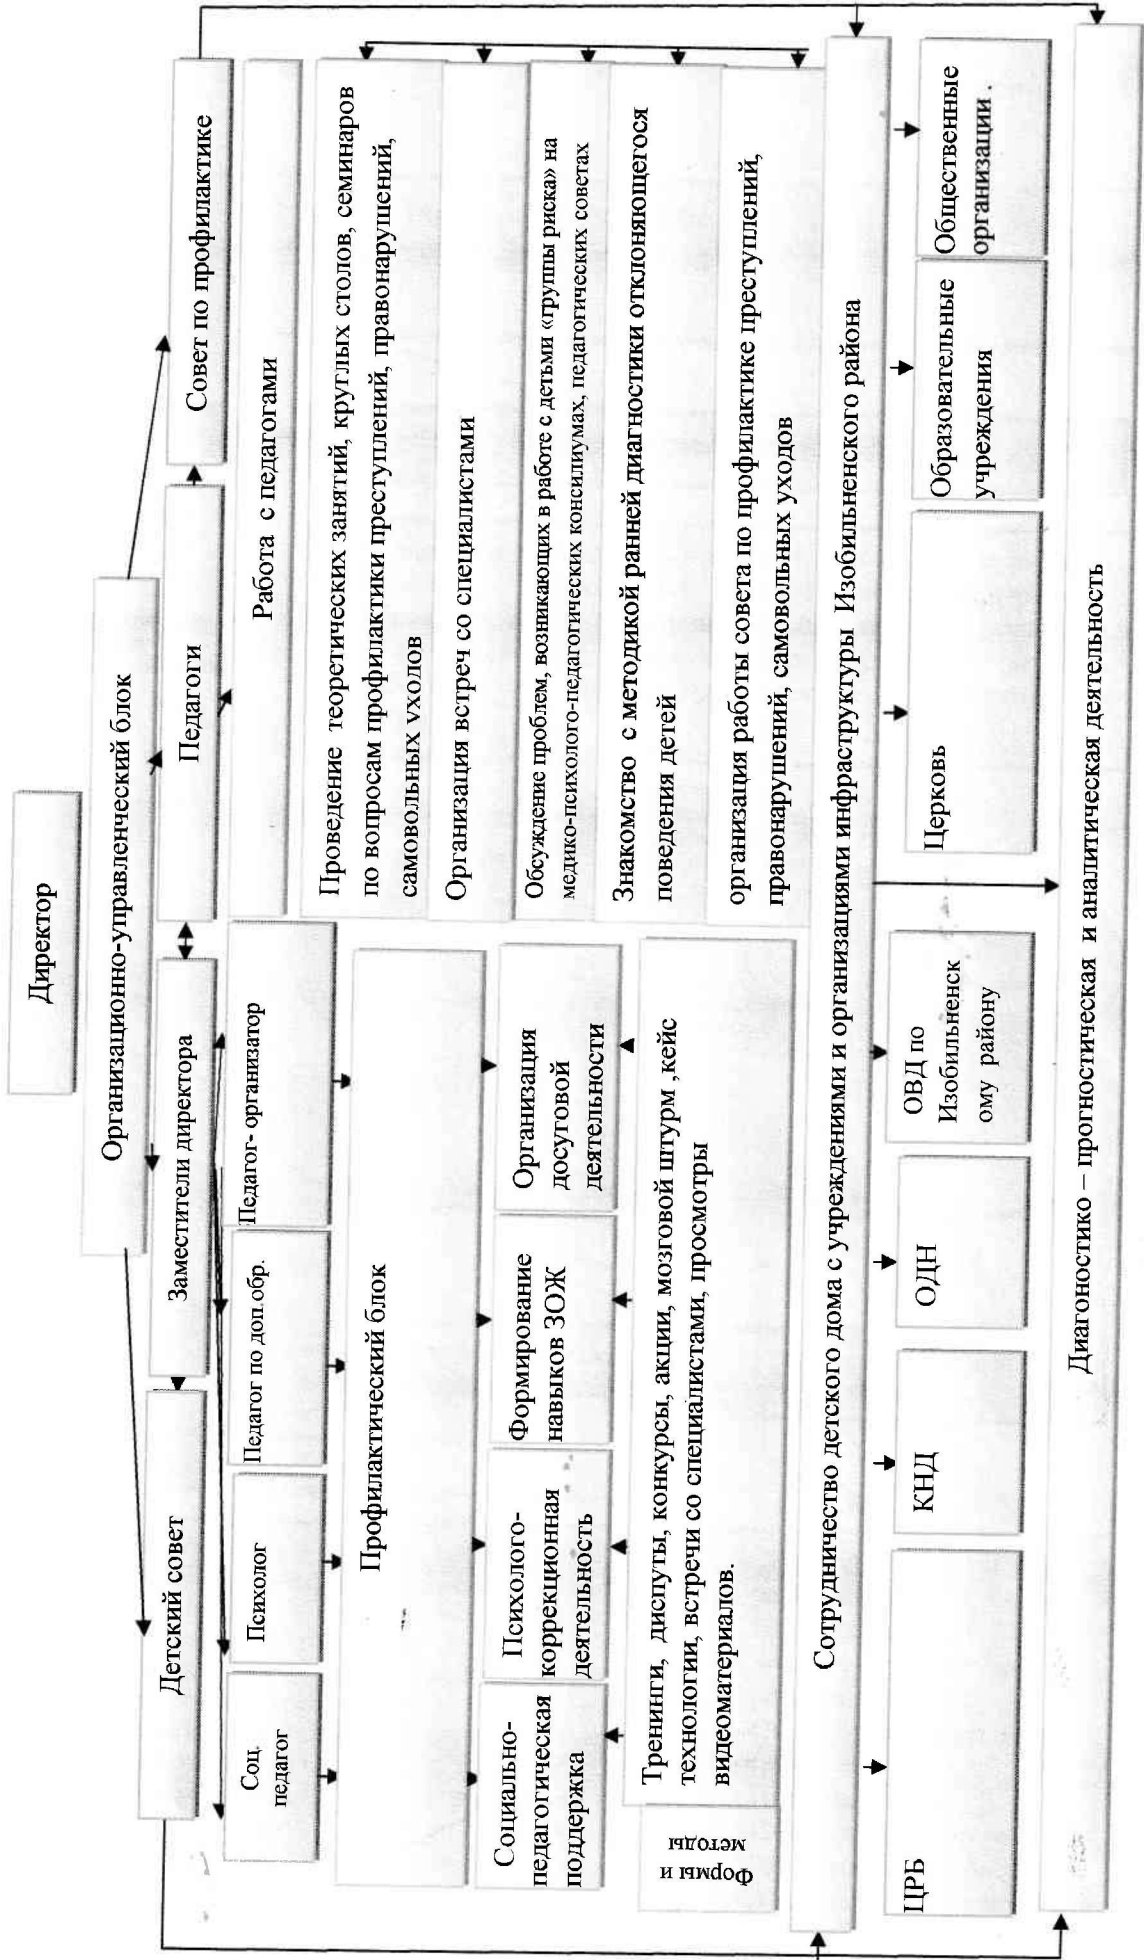 Директор
Организационно-управленческий блок
Детский совет
Заместители директора
Педагоги
Совет по профилактике
Соц.
педагог
Психолог
Педагог по доп.обр.
Педагог- организатор
Работа с педагогами
Профилактический блок
Проведение теоретических занятий, круглых столов, семинаров
по вопросам профилактики преступлений, правонарушений,
самовольных уходов
Организация встреч со специалистами
Обсуждение проблем, возникающих в работе с детьми «группы риска» на
медико-психолого-педагогических консилиумах, педагогических советах
Знакомство с методикой ранней диагностики отклоняющегося
поведения детей
организация работы совета по профилактике преступлений,
правонарушений, самовольных уходов
Социально-
педагогическая
поддержка
Психолого-
коррекционная
деятельность
Формирование
навыков ЗОЖ
Организация
досуговой
деятельности
Формы и
методы
Тренинги, диспуты, конкурсы, акции, мозговой штурм ,кейс
технологии, встречи со специалистами, просмотры
видеоматериалов.
Сотрудничество детского дома с учреждениями и организациями инфраструктуры Изобильненского района
ЦРБ
КНД
ОДН
ОВД по
Изобильненск
ому району
Церковь
Образовательные
учреждения
Общественные
организации .
Диагоностико – прогностическая и аналитическая деятельность